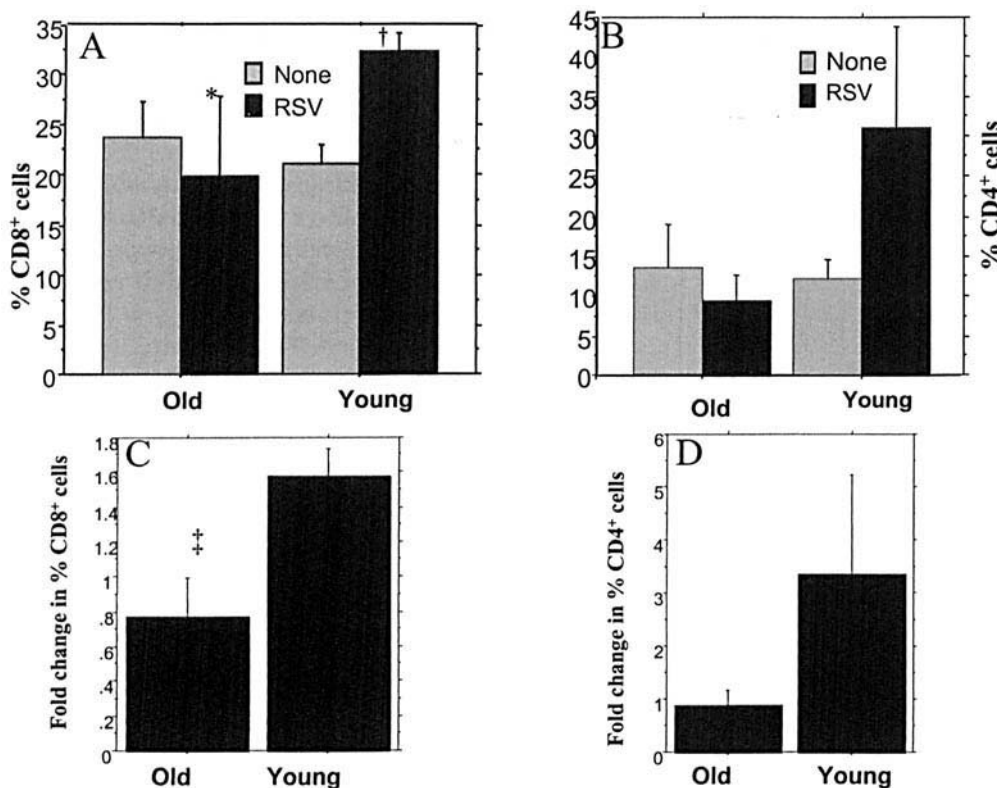 A
% CD8⁺ cells
35
30
25
20
15
10
5
0
None
RSV
*
†
Old
Young
B
45
40
35
30
25
20
15
10
5
0
None
RSV
% CD4⁺ cells
Old
Young
C
Fold change in % CD8⁺ cells
1.8
1.6
1.4
1.2
1
.8
.6
.4
.2
0
‡
Old
Young
D
Fold change in % CD4⁺ cells
6
5
4
3
2
1
0
Old
Young